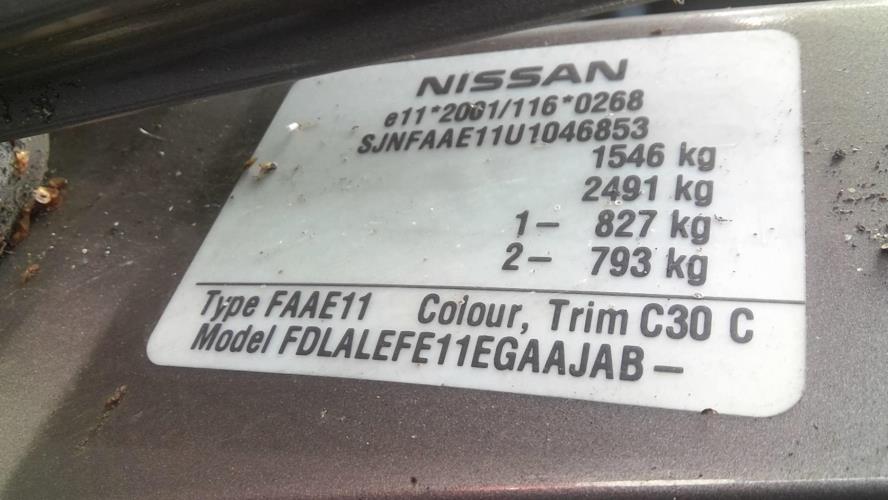 NISSAN
e11*2001/116*0268
SJNFAAE11U1046853
1546 kg
2491 kg
1- 827 kg
2- 793 kg
Type FAAE11 Colour, Trim C30 C
Model FDLALEFE11EGAAJAB-